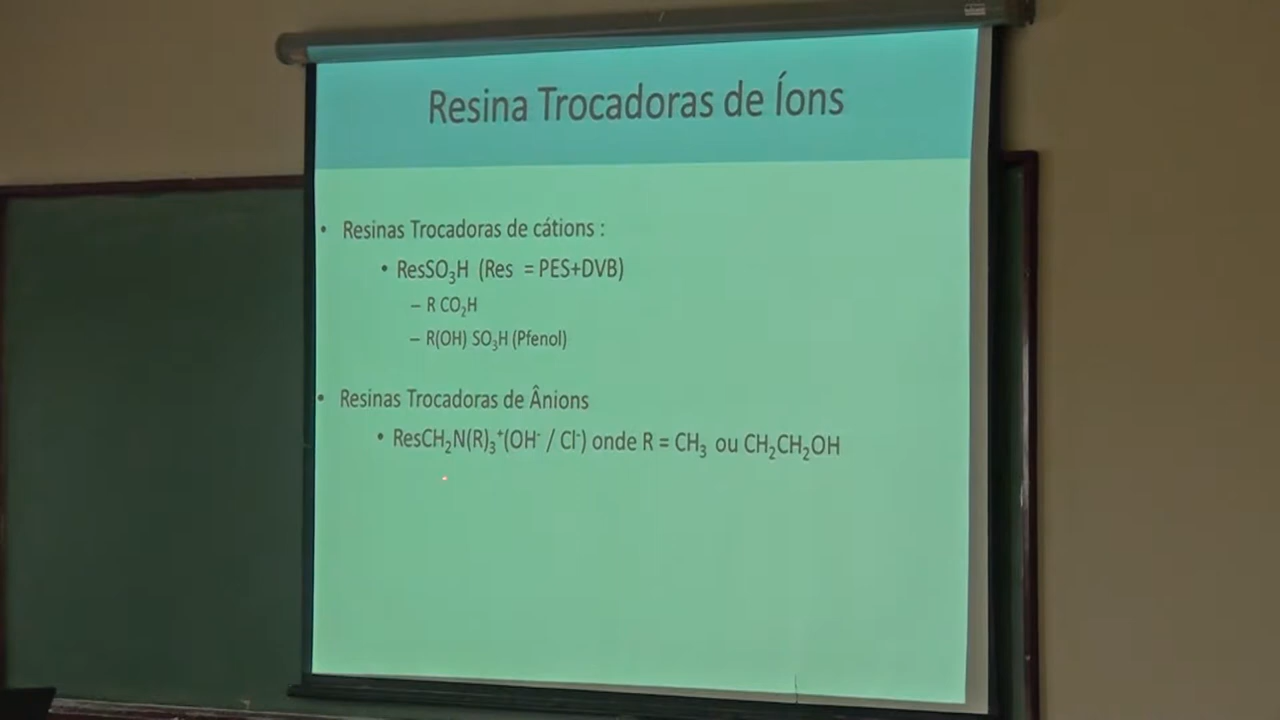 Resina Trocadoras de Íons
• Resinas Trocadoras de cátions :
• ResSO₃H (Res = PES+DVB)
– R CO₂H
– R(OH) SO₃H (Pfenol)
• Resinas Trocadoras de Ânions
• ResCH₂N(R)₃⁺(OH⁻ / Cl⁻) onde R = CH₃ ou CH₂CH₂OH